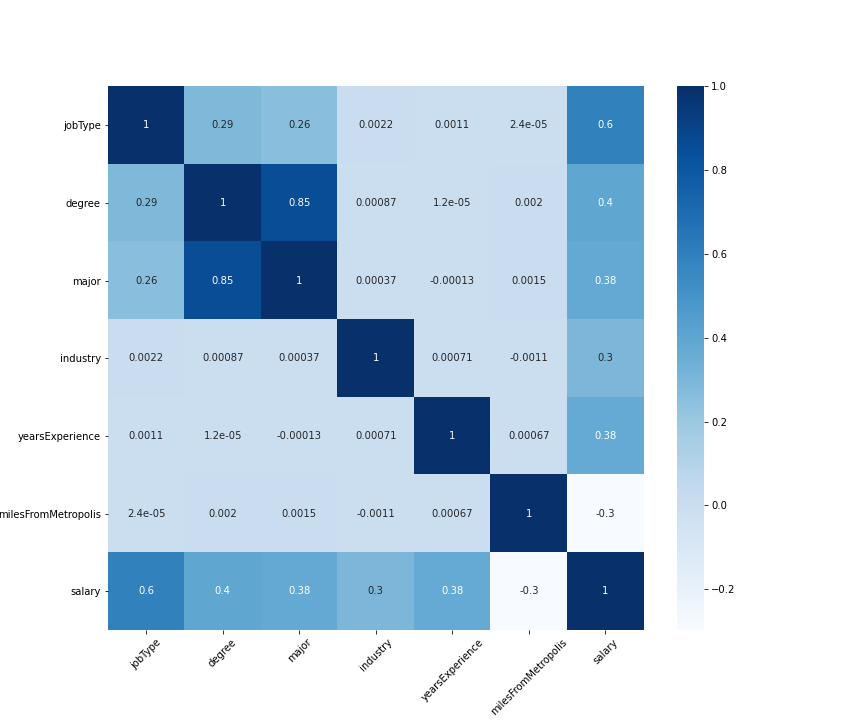 jobType 1 0.29 0.26 0.0022 0.0011 2.4e-05 0.6
degree 0.29 1 0.85 0.00087 1.2e-05 0.002 0.4
major 0.26 0.85 1 0.00037 -0.00013 0.0015 0.38
industry 0.0022 0.00087 0.00037 1 0.00071 -0.0011 0.3
yearsExperience 0.0011 1.2e-05 -0.00013 0.00071 1 0.00067 0.38
milesFromMetropolis 2.4e-05 0.002 0.0015 -0.0011 0.00067 1 -0.3
salary 0.6 0.4 0.38 0.3 0.38 -0.3 1
jobType degree major industry yearsExperience milesFromMetropolis salary
1.0
0.8
0.6
0.4
0.2
0.0
−0.2